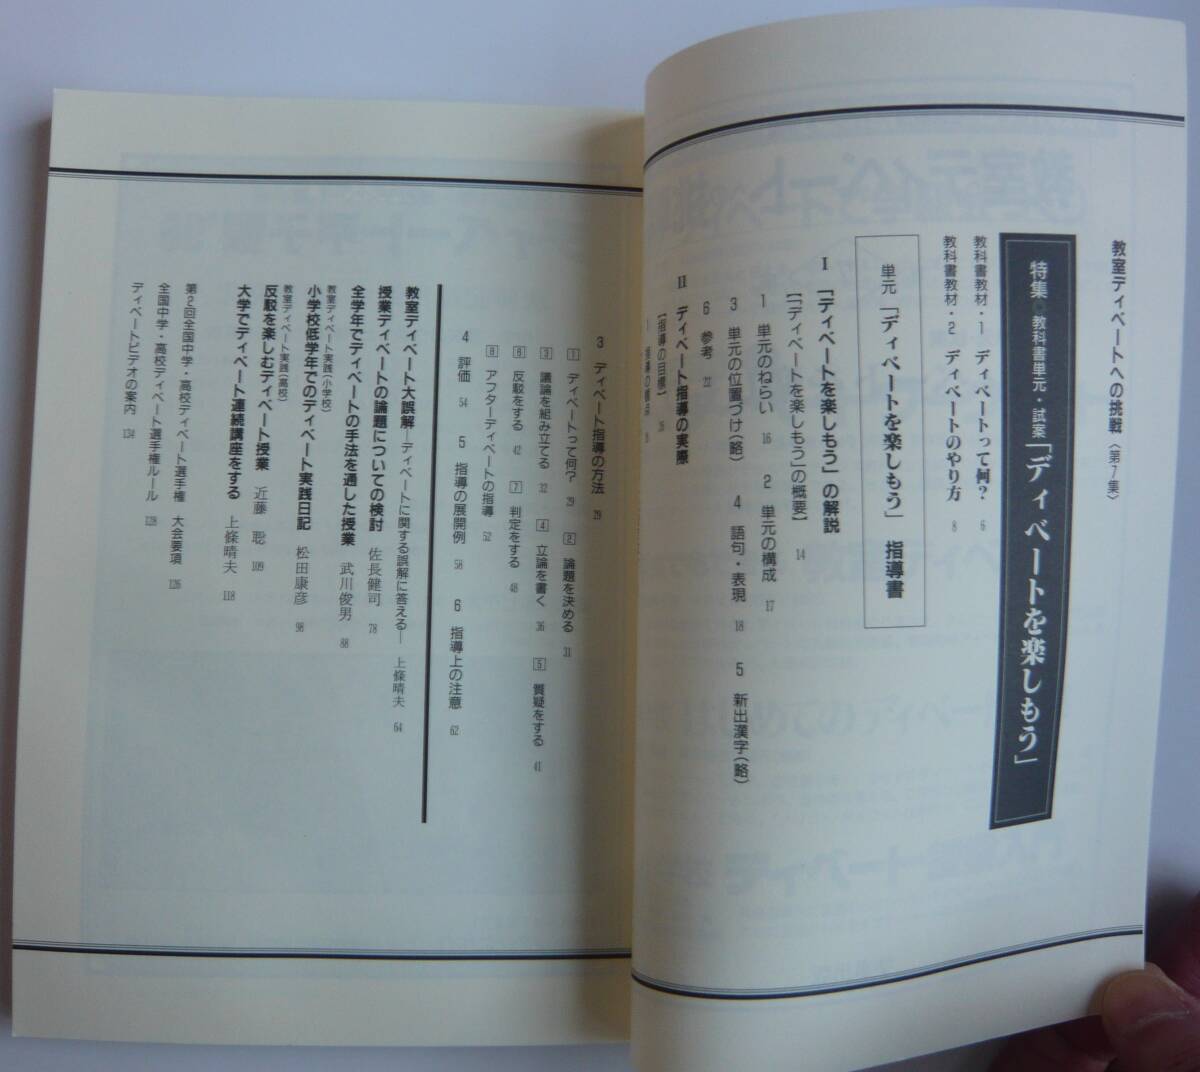 教室ディベートへの挑戦〈第7集〉
特集・教科書単元・試案「ディベートを楽しもう」
教科書教材・1 ディベートって何? 6
教科書教材・2 ディベートのやり方 8
単元「ディベートを楽しもう」 指導書
Ⅰ 「ディベートを楽しもう」の解説
【「ディベートを楽しもう」の概要】 14
1 単元のねらい 16 2 単元の構成 17
3 単元の位置づけ(略) 4 語句・表現 18 5 新出漢字(略)
6 参考 22
Ⅱ ディベート指導の実際
【指導の目標】 26
3 ディベート指導の方法 29
1 ディベートって何? 29 2 論題を決める 31
3 議論を組み立てる 32 4 立論を書く 36 5 質疑をする 41
6 反駁をする 42 7 判定をする 48
8 アフターディベートの指導 52
4 評価 54 5 指導の展開例 58 6 指導上の注意 62
教室ディベート大誤解―ディベートに関する誤解に答える― 上條晴夫 64
授業ディベートの論題についての検討 佐長健司 78
全学年でディベートの手法を通した授業 武川俊男 88
教室ディベート実践(小学校)
小学校低学年でのディベート実践日記 松田康彦 98
教室ディベート実践(高校)
反駁を楽しむディベート授業 近藤 聡 109
大学でディベート連続講座をする 上條晴夫 118
第2回全国中学・高校ディベート選手権 大会要項 126
全国中学・高校ディベート選手権ルール 128
ディベートビデオの案内 134